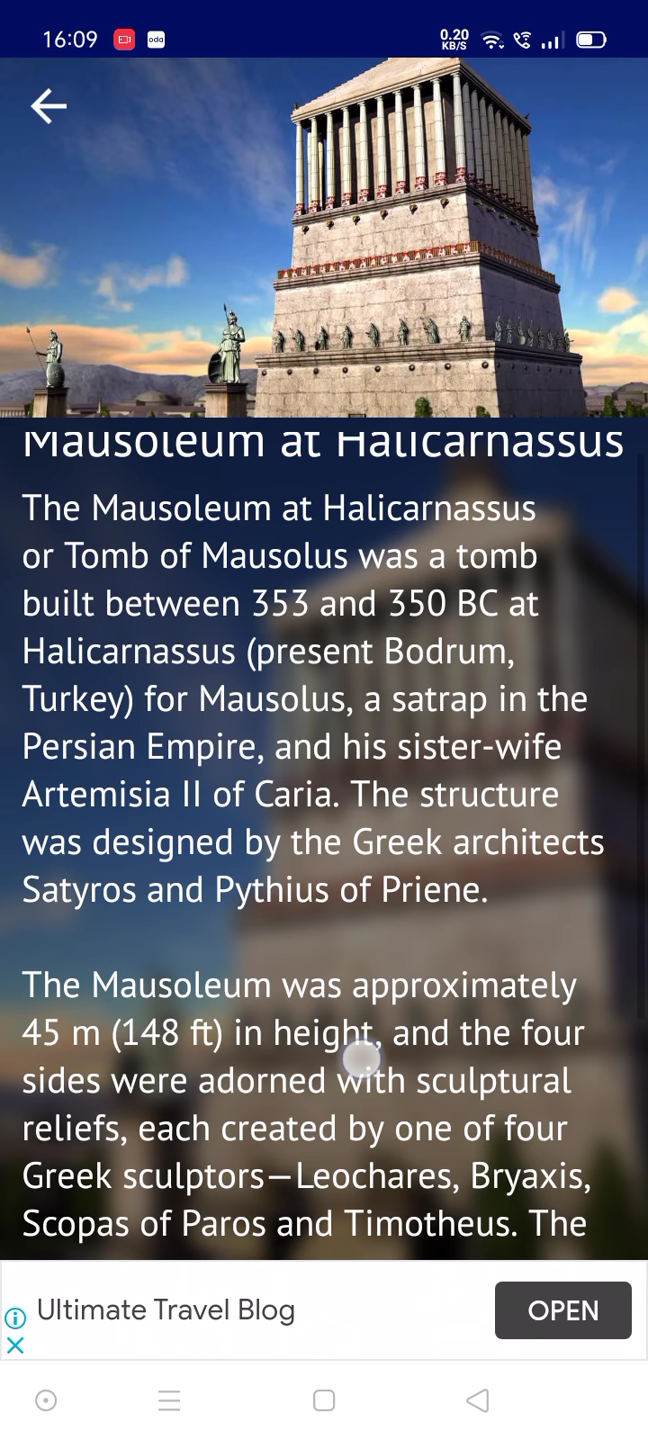 16:09
oda
0.20
KB/S
Mausoleum at Halicarnassus
The Mausoleum at Halicarnassus
or Tomb of Mausolus was a tomb
built between 353 and 350 BC at
Halicarnassus (present Bodrum,
Turkey) for Mausolus, a satrap in the
Persian Empire, and his sister-wife
Artemisia II of Caria. The structure
was designed by the Greek architects
Satyros and Pythius of Priene.
The Mausoleum was approximately
45 m (148 ft) in height, and the four
sides were adorned with sculptural
reliefs, each created by one of four
Greek sculptors—Leochares, Bryaxis,
Scopas of Paros and Timotheus. The
Ultimate Travel Blog
OPEN